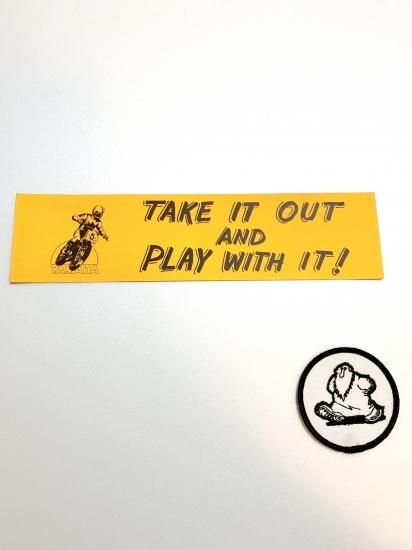 TAKE IT OUT
AND
PLAY WITH IT!
YAMAHA